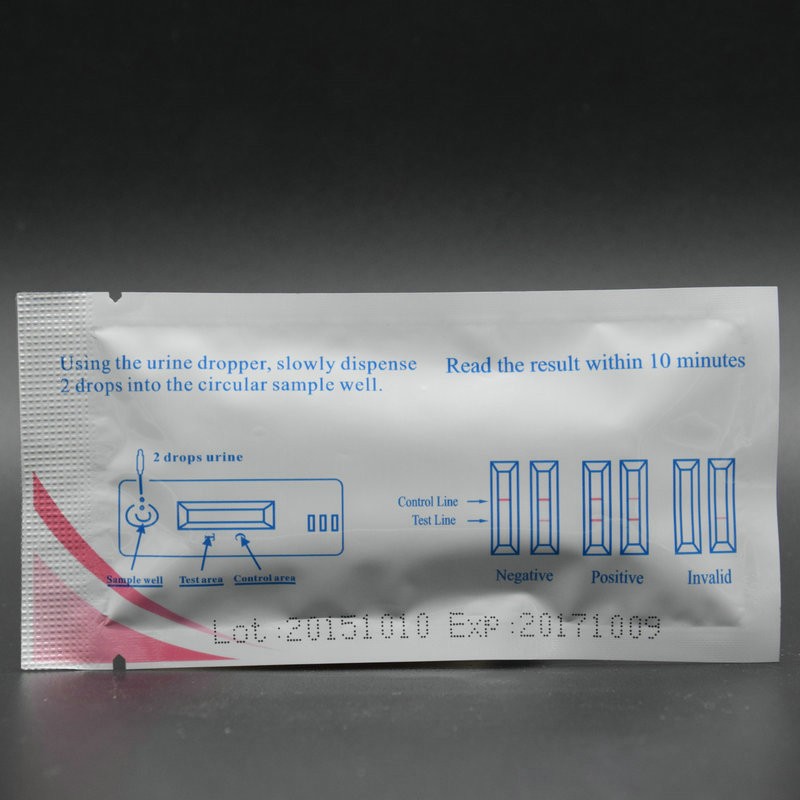 Using the urine dropper, slowly dispense
2 drops into the circular sample well.
Read the result within 10 minutes
2 drops urine
Sample well
Test area
Control area
T
C
Control Line
Test Line
Negative
Positive
Invalid
Lot:20151010 Exp:20171009